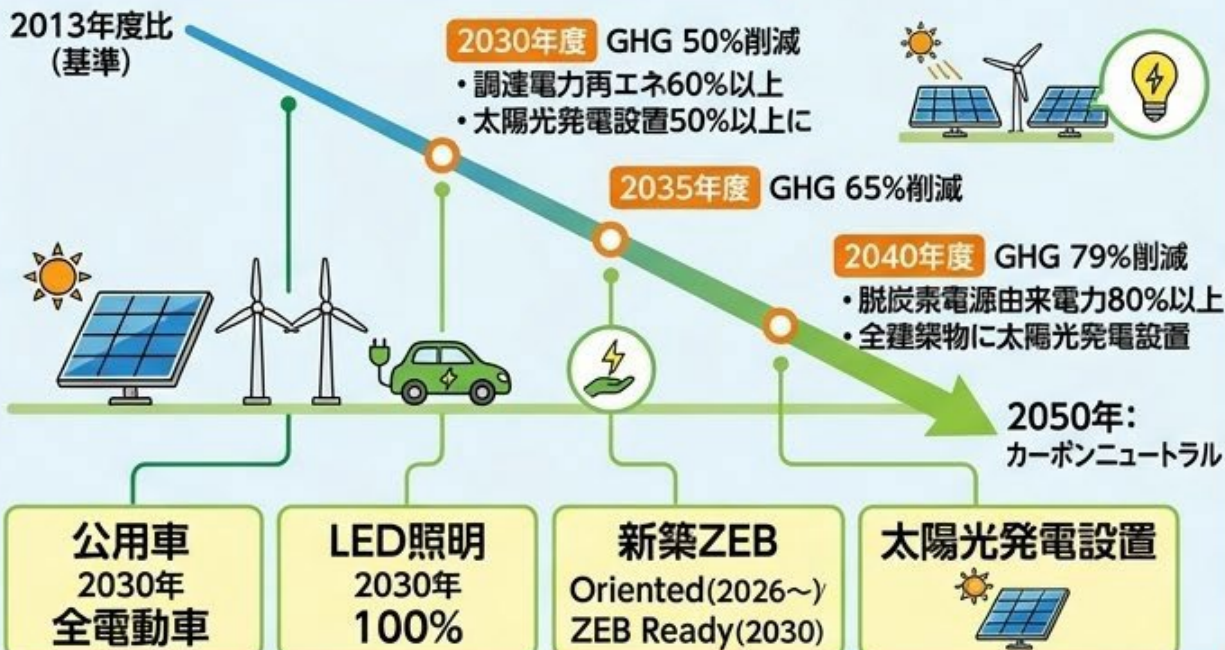 2013年度比
(基準)
2030年度 GHG 50%削減
・調達電力再エネ60%以上
・太陽光発電設置50%以上に
2035年度 GHG 65%削減
2040年度 GHG 79%削減
・脱炭素電源由来電力80%以上
・全建築物に太陽光発電設置
2050年:
カーボンニュートラル
公用車
2030年
全電動車
LED照明
2030年
100%
新築ZEB
Oriented(2026~)/
ZEB Ready(2030)
太陽光発電設置